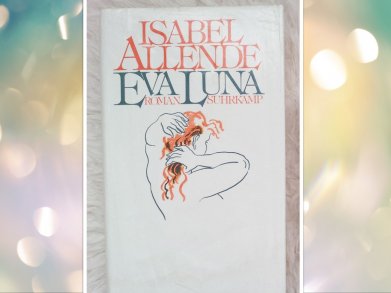 ISABEL
ALLENDE
EVA LUNA
ROMAN SUHRKAMP